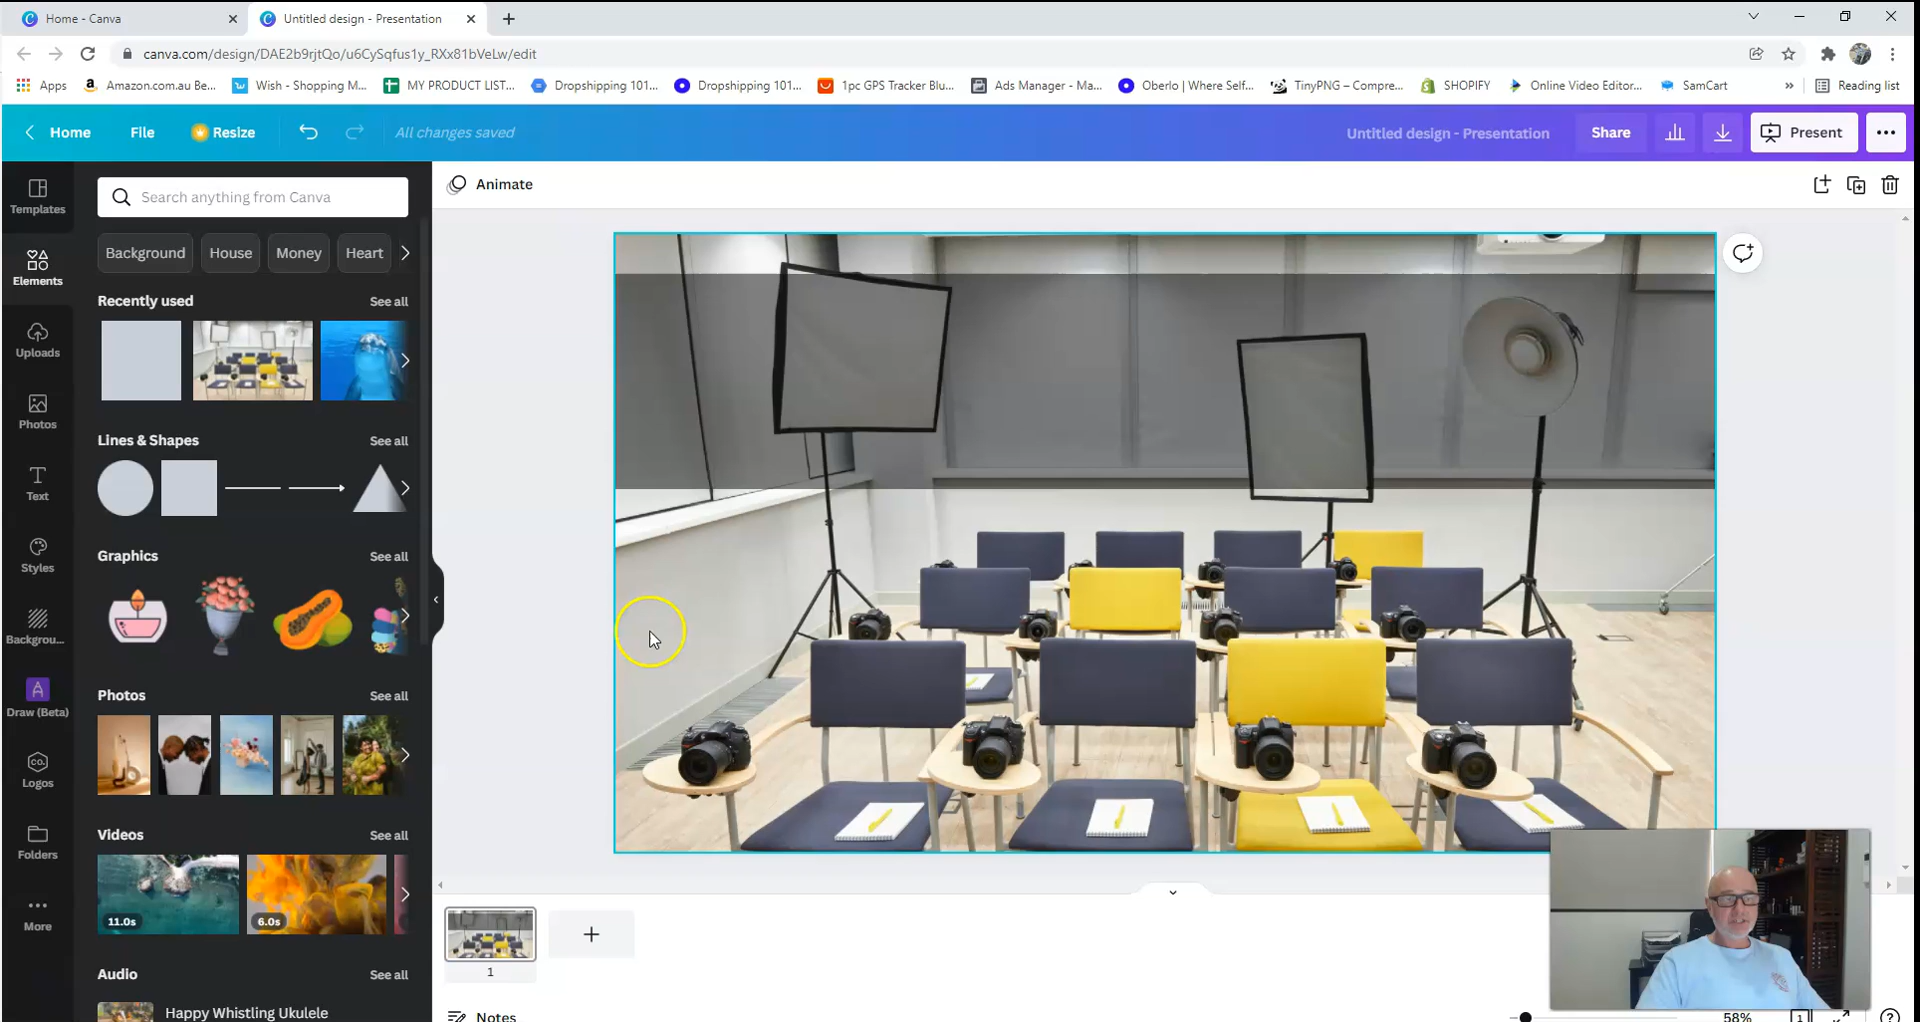 Home - Canva
Untitled design - Presentation
canva.com/design/DAE2b9rjtQo/u6CySqfus1y_RXx81bVeLw/edit
Apps
Amazon.com.au Be...
Wish - Shopping M...
MY PRODUCT LIST...
Dropshipping 101...
Dropshipping 101...
1pc GPS Tracker Blu...
Ads Manager - Ma...
Oberlo | Where Self...
TinyPNG – Compre...
SHOPIFY
Online Video Editor...
SamCart
»
Reading list
Home
File
Resize
All changes saved
Untitled design - Presentation
Share
Present
Templates
Elements
Uploads
Photos
Text
Styles
Backgrou...
Draw (Beta)
CO.
Logos
Folders
More
Search anything from Canva
Background
House
Money
Heart
Recently used
See all
Lines & Shapes
See all
Graphics
See all
Photos
See all
Videos
See all
11.0s
6.0s
Audio
See all
Happy Whistling Ukulele
Animate
1
Notes
58%
1